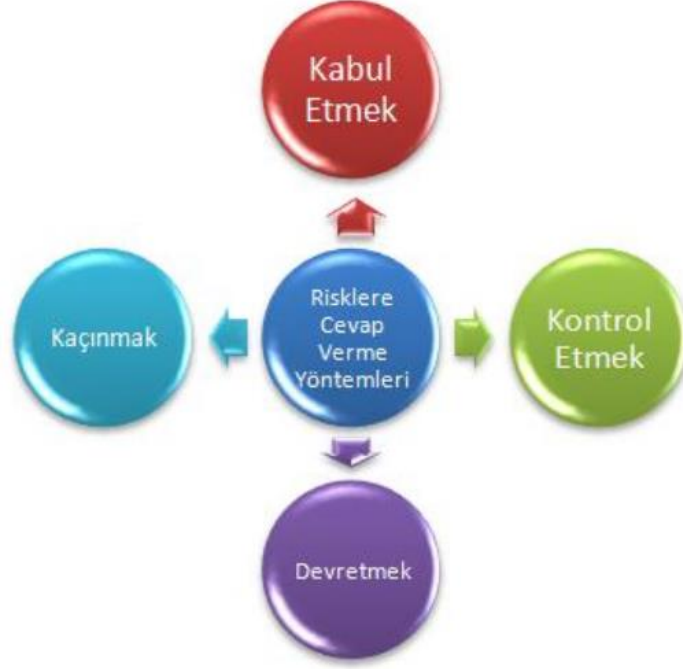 Kabul
Etmek
Kaçınmak
Risklere
Cevap
Verme
Yöntemleri
Kontrol
Etmek
Devretmek